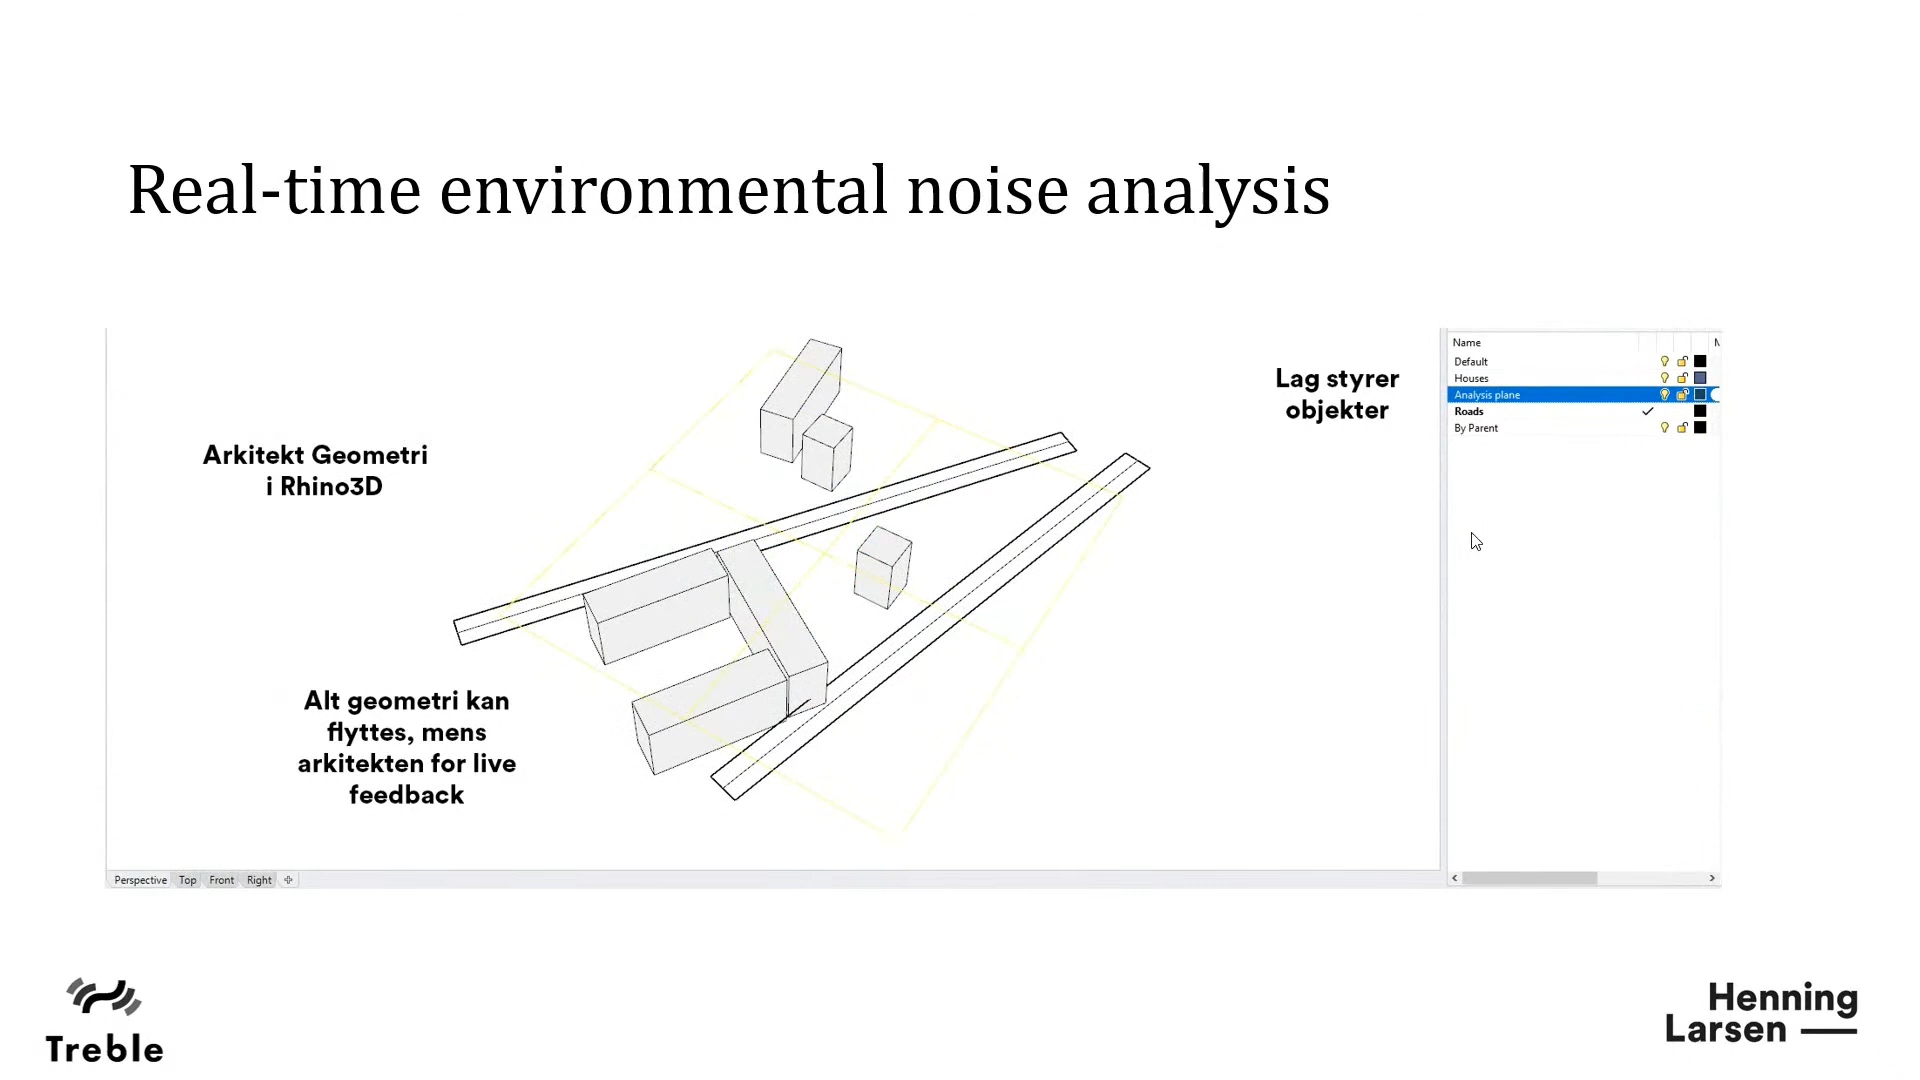 Real-time environmental noise analysis
Arkitekt Geometri
i Rhino3D
Alt geometri kan
flyttes, mens
arkitekten for live
feedback
Lag styrer
objekter
Name
Default
Houses
Analysis plane
Roads
By Parent
Perspective Top Front Right
Treble
Henning
Larsen